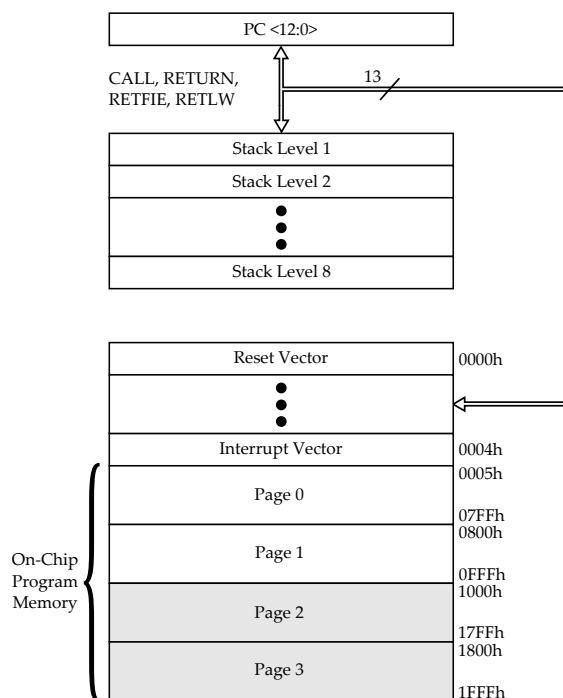 PC <12:0>
CALL, RETURN,
RETFIE, RETLW
13
Stack Level 1
Stack Level 2
Stack Level 8
Reset Vector
0000h
Interrupt Vector
0004h
0005h
Page 0
07FFh
0800h
Page 1
0FFFh
On-Chip
Program
Memory
1000h
Page 2
17FFh
1800h
Page 3
1FFFh